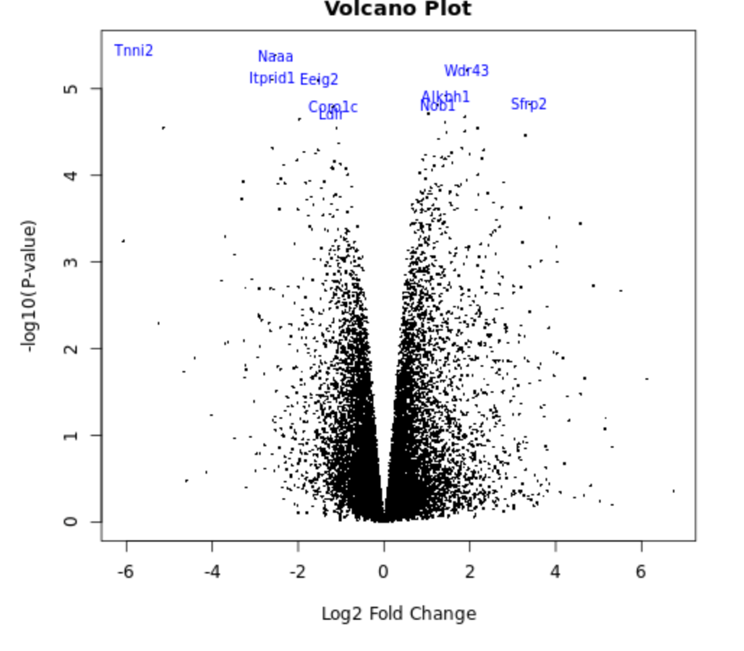 Volcano Plot
Tnni2
Naaa
Wdr43
Itprid1 Eeig2
Alkbh1
Coro1c
Nob1
Sfrp2
5
4
3
2
1
0
-log10(P-value)
-6 -4 -2 0 2 4 6
Log2 Fold Change